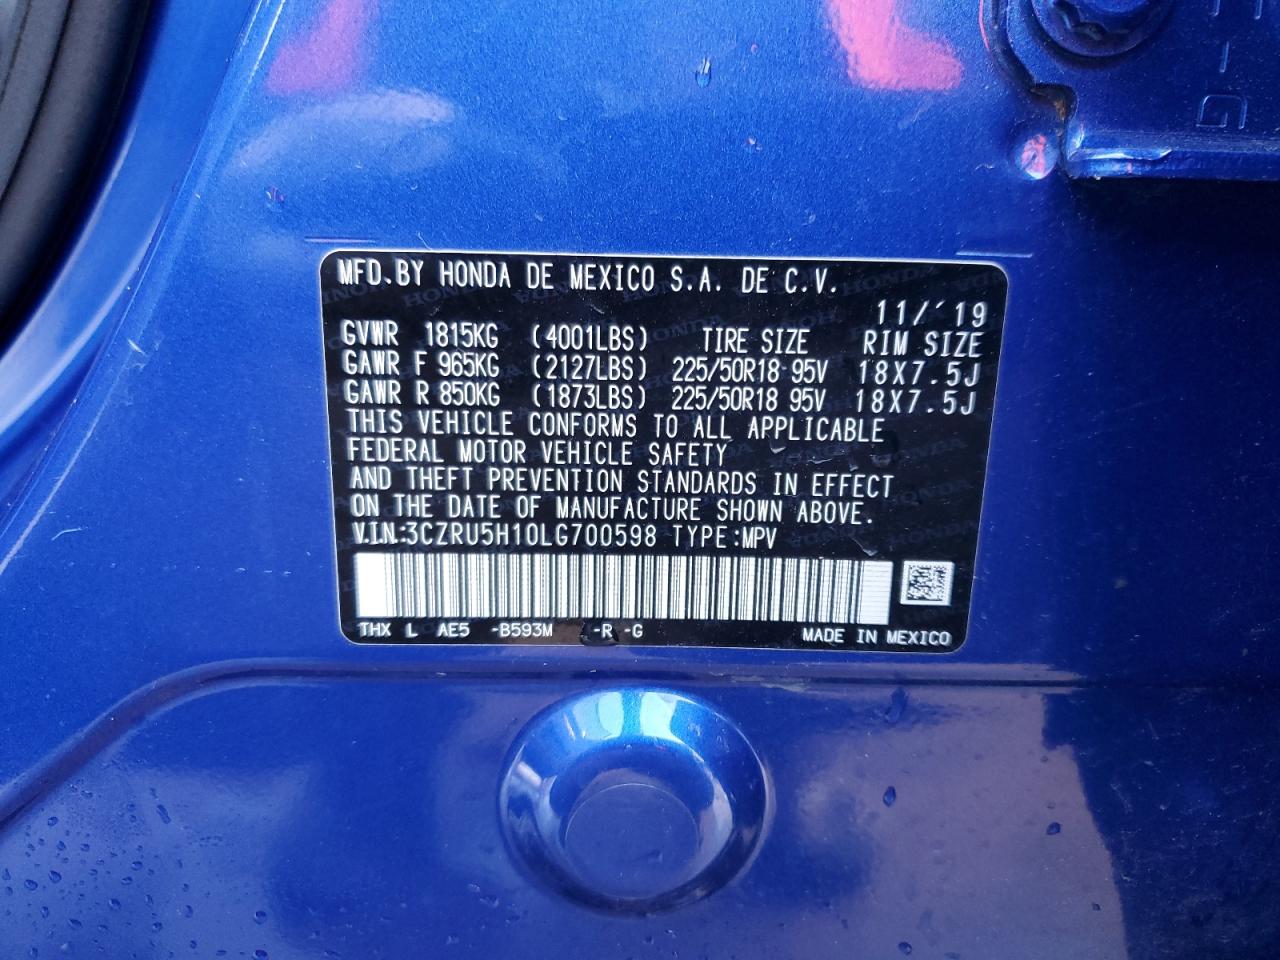 MFD.BY HONDA DE MEXICO S.A. DE C.V.
11/'19
GVWR 1815KG (4001LBS) TIRE SIZE RIM SIZE
GAWR F 965KG (2127LBS) 225/50R18 95V 18X7.5J
GAWR R 850KG (1873LBS) 225/50R18 95V 18X7.5J
THIS VEHICLE CONFORMS TO ALL APPLICABLE
FEDERAL MOTOR VEHICLE SAFETY
AND THEFT PREVENTION STANDARDS IN EFFECT
ON THE DATE OF MANUFACTURE SHOWN ABOVE.
V.I.N.:3CZRU5H10LG700598 TYPE:MPV
THX L AE5 -B593M -R -G MADE IN MEXICO